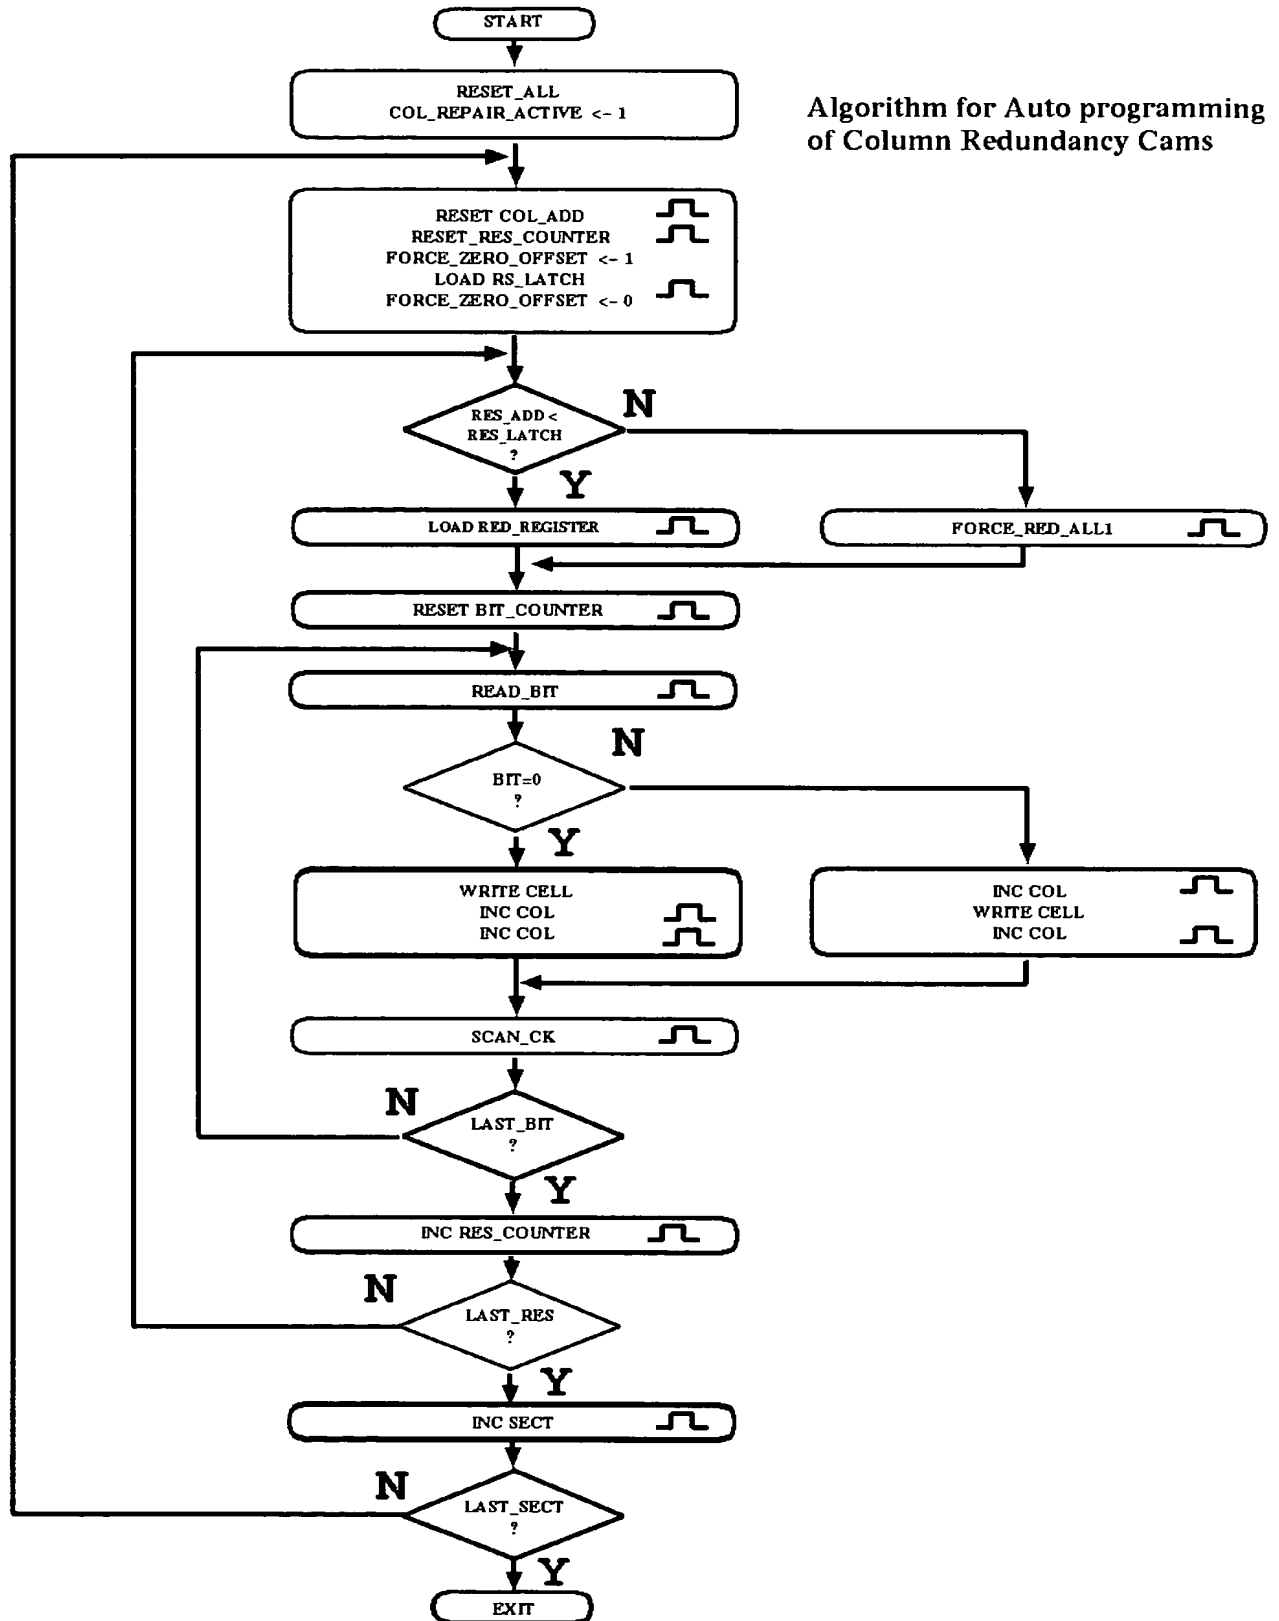 START
RESET_ALL
COL_REPAIR_ACTIVE <- 1
Algorithm for Auto programming
of Column Redundancy Cams
RESET COL_ADD
RESET_RES_COUNTER
FORCE_ZERO_OFFSET <- 1
LOAD RS_LATCH
FORCE_ZERO_OFFSET <- 0
RES_ADD <
RES_LATCH
?
N
Y
LOAD RED_REGISTER
FORCE_RED_ALL1
RESET BIT_COUNTER
READ_BIT
BIT=0
?
N
Y
WRITE CELL
INC COL
INC COL
INC COL
WRITE CELL
INC COL
SCAN_CK
LAST_BIT
?
N
Y
INC RES_COUNTER
LAST_RES
?
N
Y
INC SECT
LAST_SECT
?
N
Y
EXIT